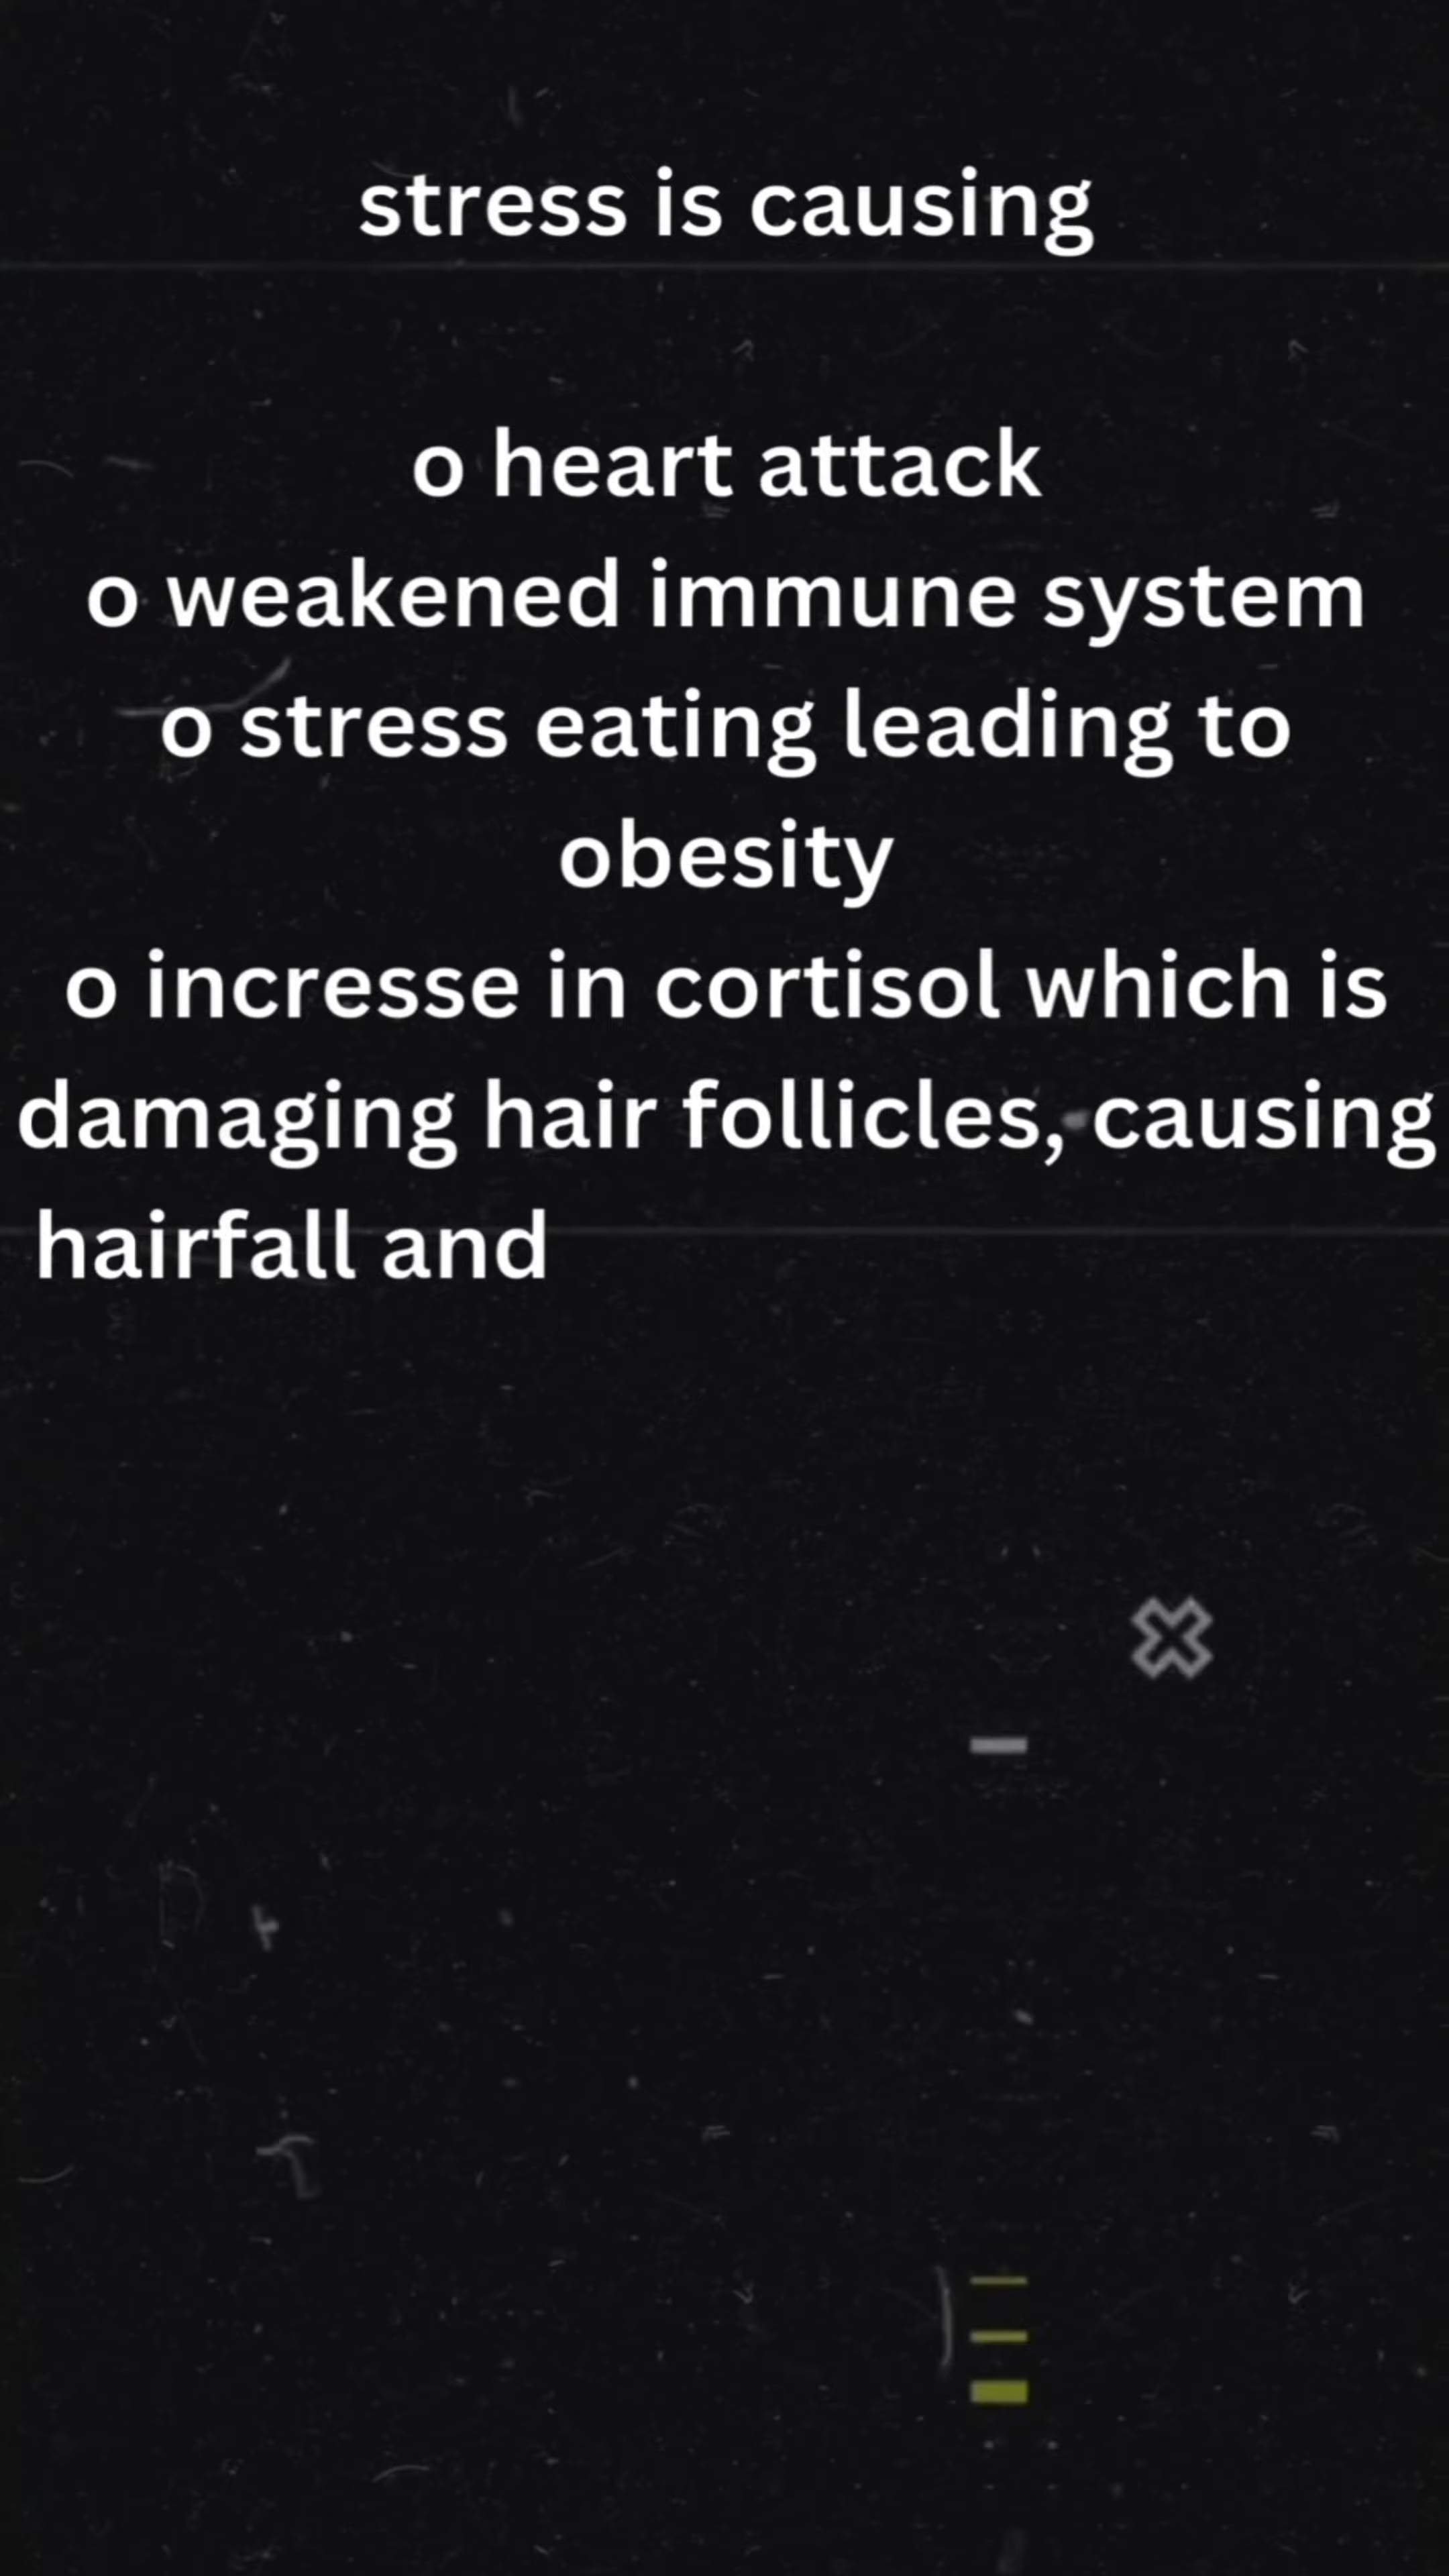 stress is causing
o heart attack
o weakened immune system
o stress eating leading to
obesity
o incresse in cortisol which is
damaging hair follicles, causing
hairfall and